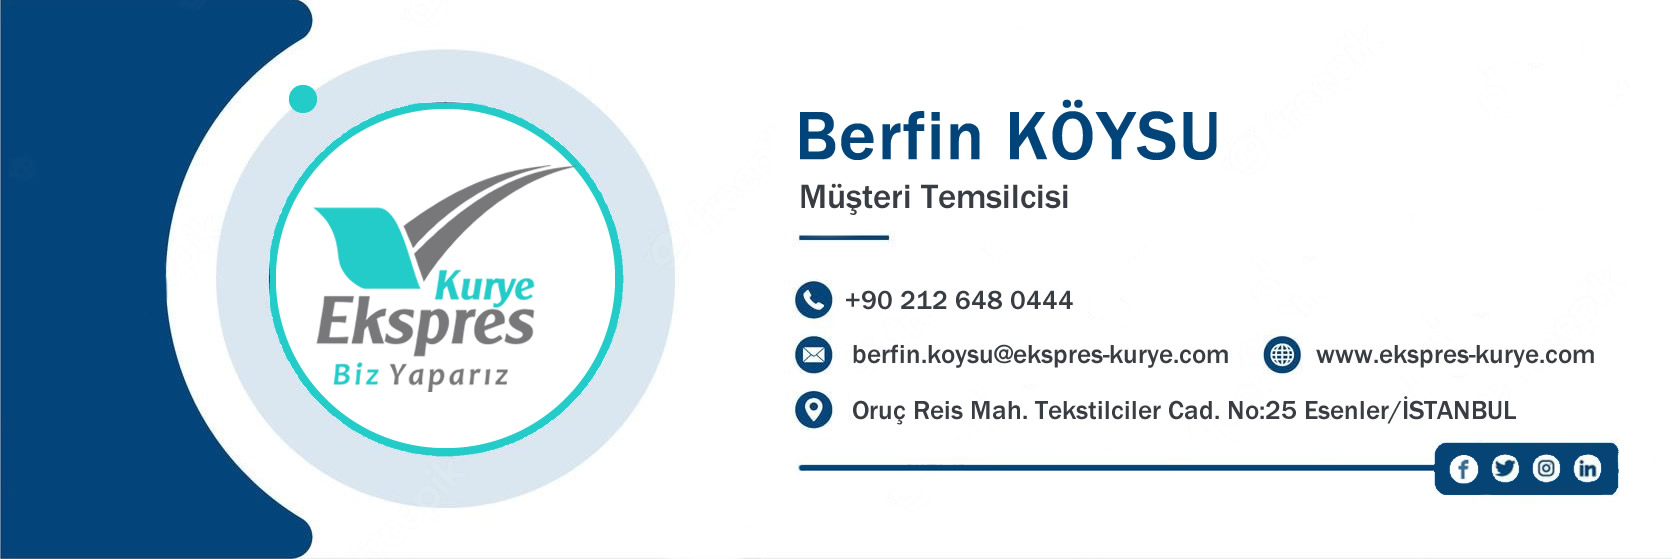 Berfin KÖYSU
Müşteri Temsilcisi
Kurye
Ekspres
Biz Yaparız
+90 212 648 0444
berfin.koysu@ekspres-kurye.com
www.ekspres-kurye.com
Oruç Reis Mah. Tekstilciler Cad. No:25 Esenler/İSTANBUL